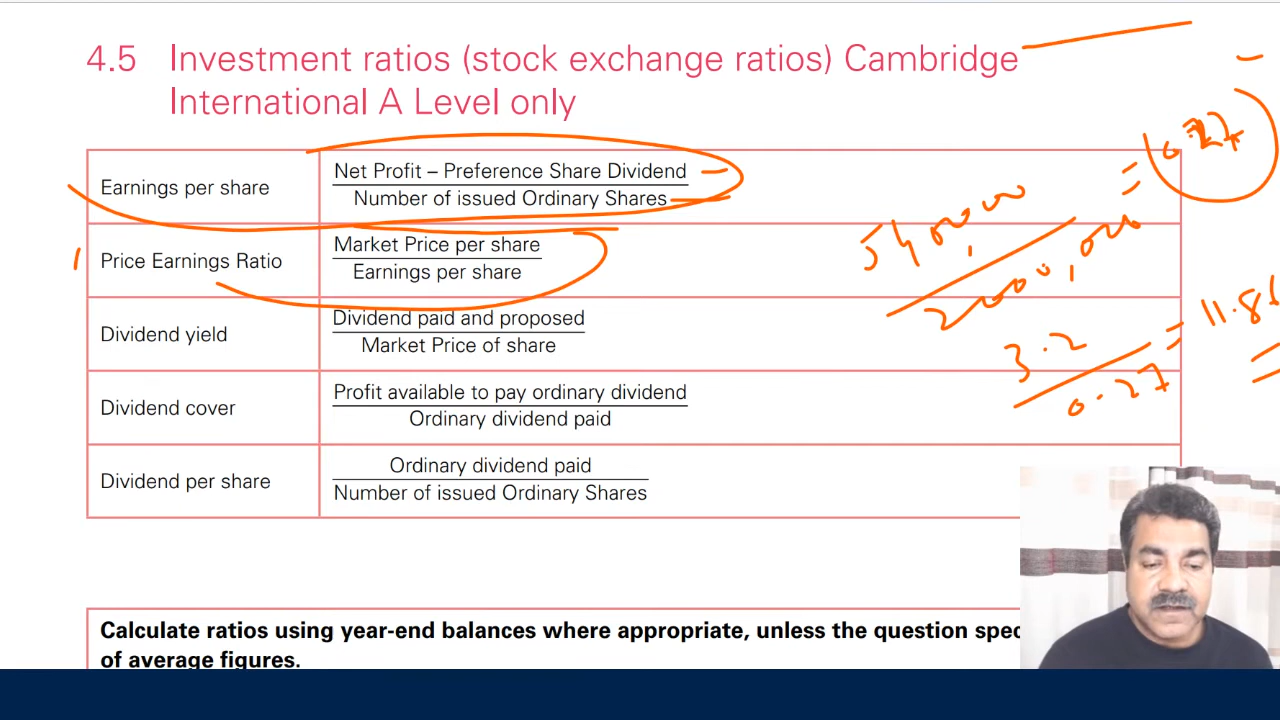 4.5 Investment ratios (stock exchange ratios) Cambridge
International A Level only
Earnings per share
Net Profit – Preference Share Dividend
Number of issued Ordinary Shares
Price Earnings Ratio
Market Price per share
Earnings per share
Dividend yield
Dividend paid and proposed
Market Price of share
Dividend cover
Profit available to pay ordinary dividend
Ordinary dividend paid
Dividend per share
Ordinary dividend paid
Number of issued Ordinary Shares
= 0.27
3.2
0.27
= 11.8
Calculate ratios using year-end balances where appropriate, unless the question
of average figures.